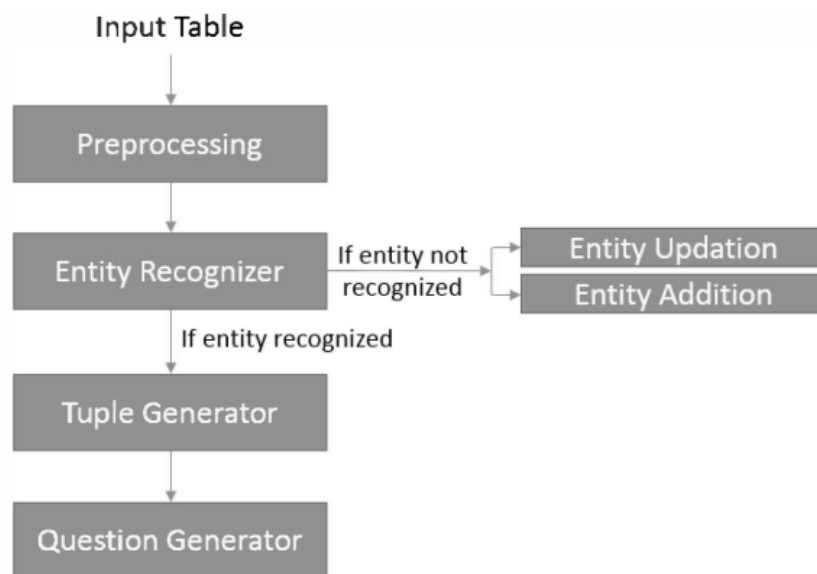 Input Table
Preprocessing
Entity Recognizer
If entity not
recognized
Entity Updation
Entity Addition
If entity recognized
Tuple Generator
Question Generator